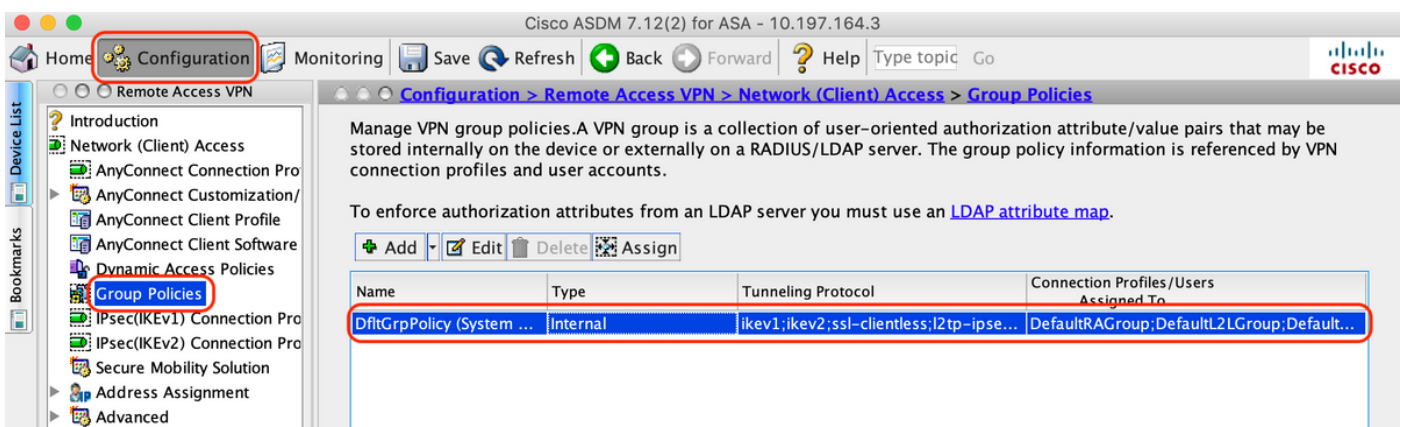 Cisco ASDM 7.12(2) for ASA - 10.197.164.3
Home Configuration Monitoring Save Refresh Back Forward Help Type topic Go
CISCO
Device List
Bookmarks
Remote Access VPN
Introduction
Network (Client) Access
AnyConnect Connection Pro
AnyConnect Customization/
AnyConnect Client Profile
AnyConnect Client Software
Dynamic Access Policies
Group Policies
IPsec(IKEv1) Connection Pro
IPsec(IKEv2) Connection Pro
Secure Mobility Solution
Address Assignment
Advanced
Configuration > Remote Access VPN > Network (Client) Access > Group Policies
Manage VPN group policies.A VPN group is a collection of user-oriented authorization attribute/value pairs that may be
stored internally on the device or externally on a RADIUS/LDAP server. The group policy information is referenced by VPN
connection profiles and user accounts.
To enforce authorization attributes from an LDAP server you must use an LDAP attribute map.
Add Edit Delete Assign
Name Type Tunneling Protocol Connection Profiles/Users
Assigned To
DfltGrpPolicy (System ... Internal ikev1;ikev2;ssl-clientless;l2tp-ipse... DefaultRAGroup;DefaultL2LGroup;Default...